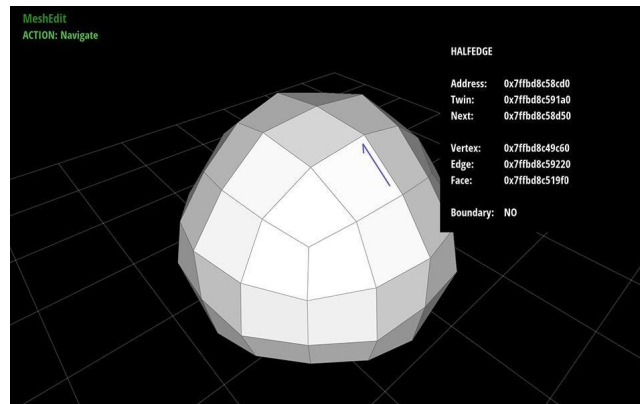 MeshEdit
ACTION: Navigate
HALFEDGE
Address: 0x7ffbd8c58cd0
Twin: 0x7ffbd8c591a0
Next: 0x7ffbd8c58d50
Vertex: 0x7ffbd8c49c60
Edge: 0x7ffbd8c59220
Face: 0x7ffbd8c519f0
Boundary: NO